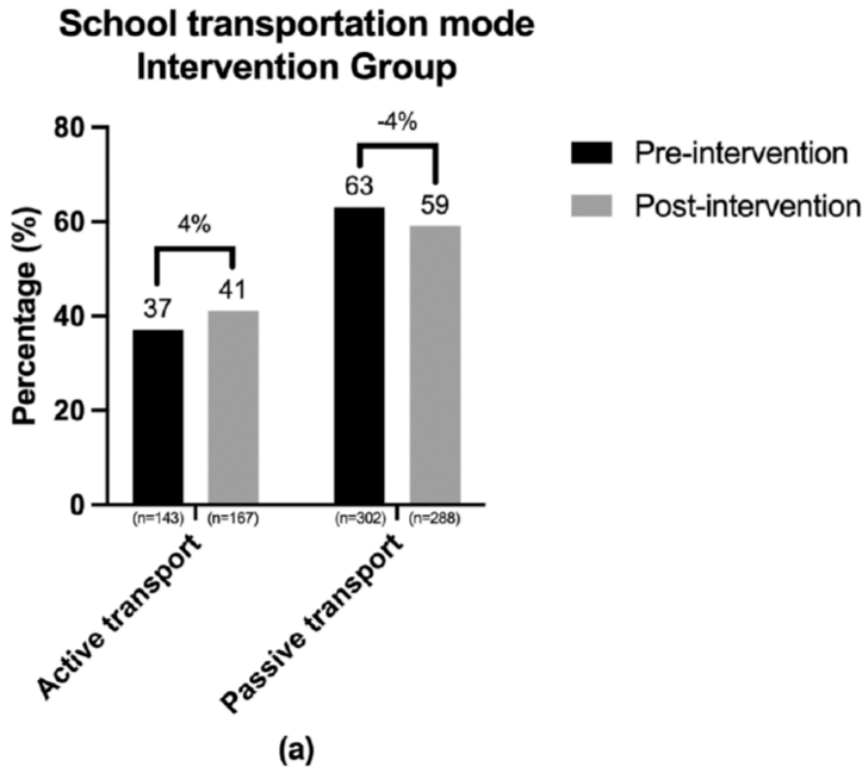 School transportation mode
Intervention Group
Pre-intervention
Post-intervention
Percentage (%)
80
60
40
20
0
4%
-4%
37
41
63
59
(n=143)
(n=167)
(n=302)
(n=288)
Active transport
Passive transport
(a)